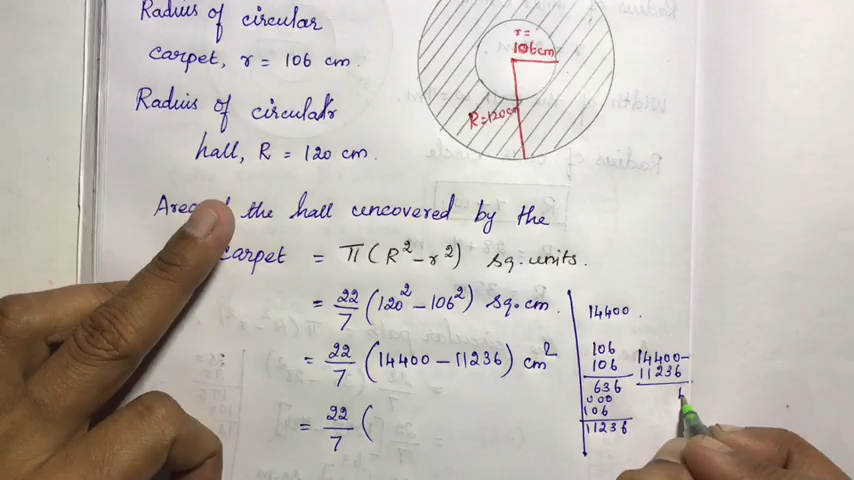 Radius of circular
carpet, r = 106 cm.
Radius of circular
hall, R = 120 cm.
r=
106cm
R=120cm
Area the hall uncovered by the
carpet = π(R²-r²) sq.units.
= 22/7 (120²-106²) sq.cm.
= 22/7 (14400-11236) cm²
= 22/7 (
14400.
106
106
636
000
106
11236
14400-
11236